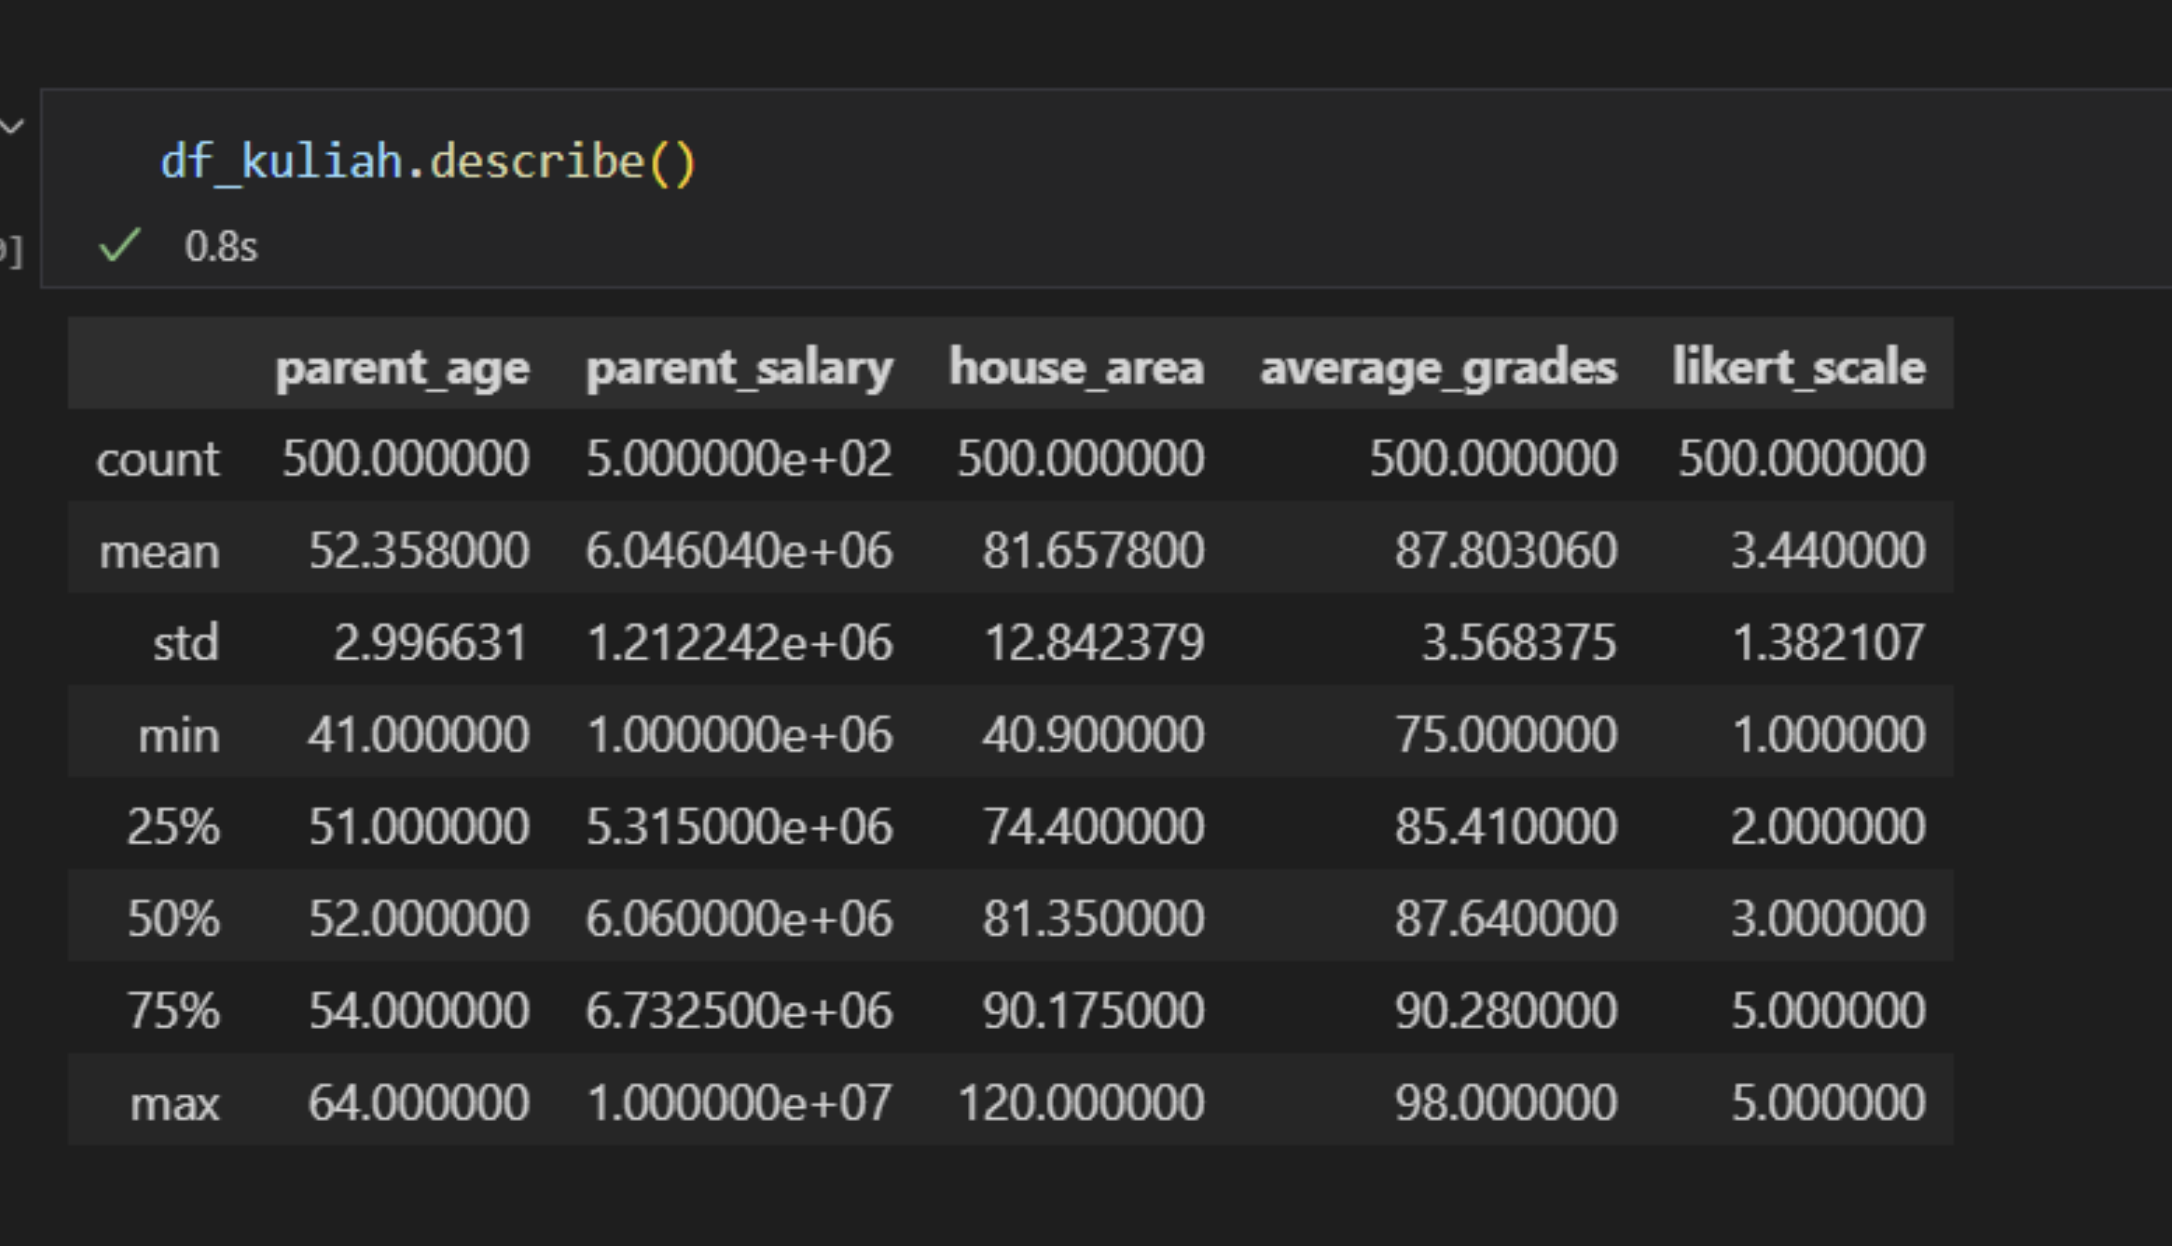 df_kuliah.describe()
0.8s
parent_age parent_salary house_area average_grades likert_scale
count 500.000000 5.000000e+02 500.000000 500.000000 500.000000
mean 52.358000 6.046040e+06 81.657800 87.803060 3.440000
std 2.996631 1.212242e+06 12.842379 3.568375 1.382107
min 41.000000 1.000000e+06 40.900000 75.000000 1.000000
25% 51.000000 5.315000e+06 74.400000 85.410000 2.000000
50% 52.000000 6.060000e+06 81.350000 87.640000 3.000000
75% 54.000000 6.732500e+06 90.175000 90.280000 5.000000
max 64.000000 1.000000e+07 120.000000 98.000000 5.000000